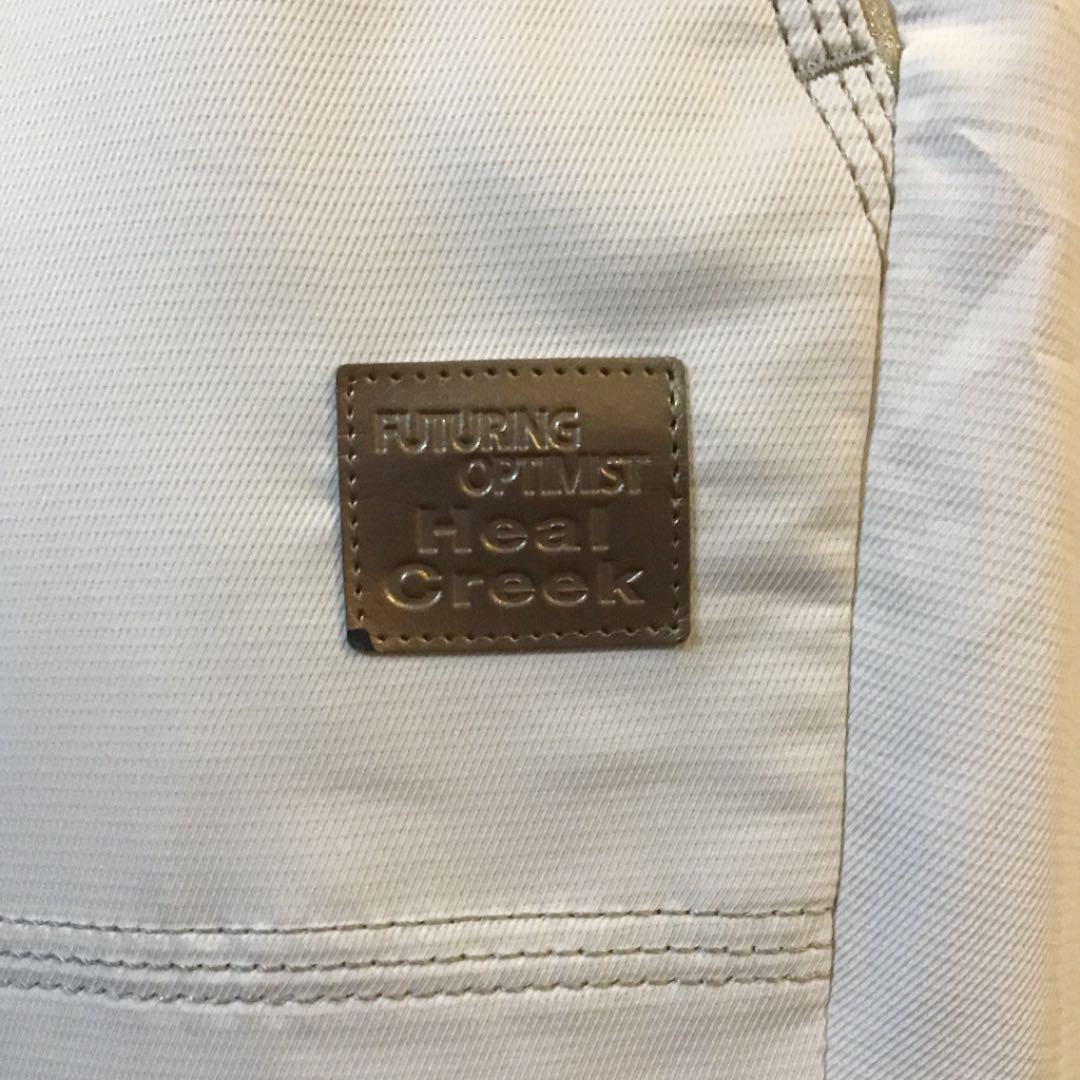 FUTURING
OPTIMIST
Heal
Creek